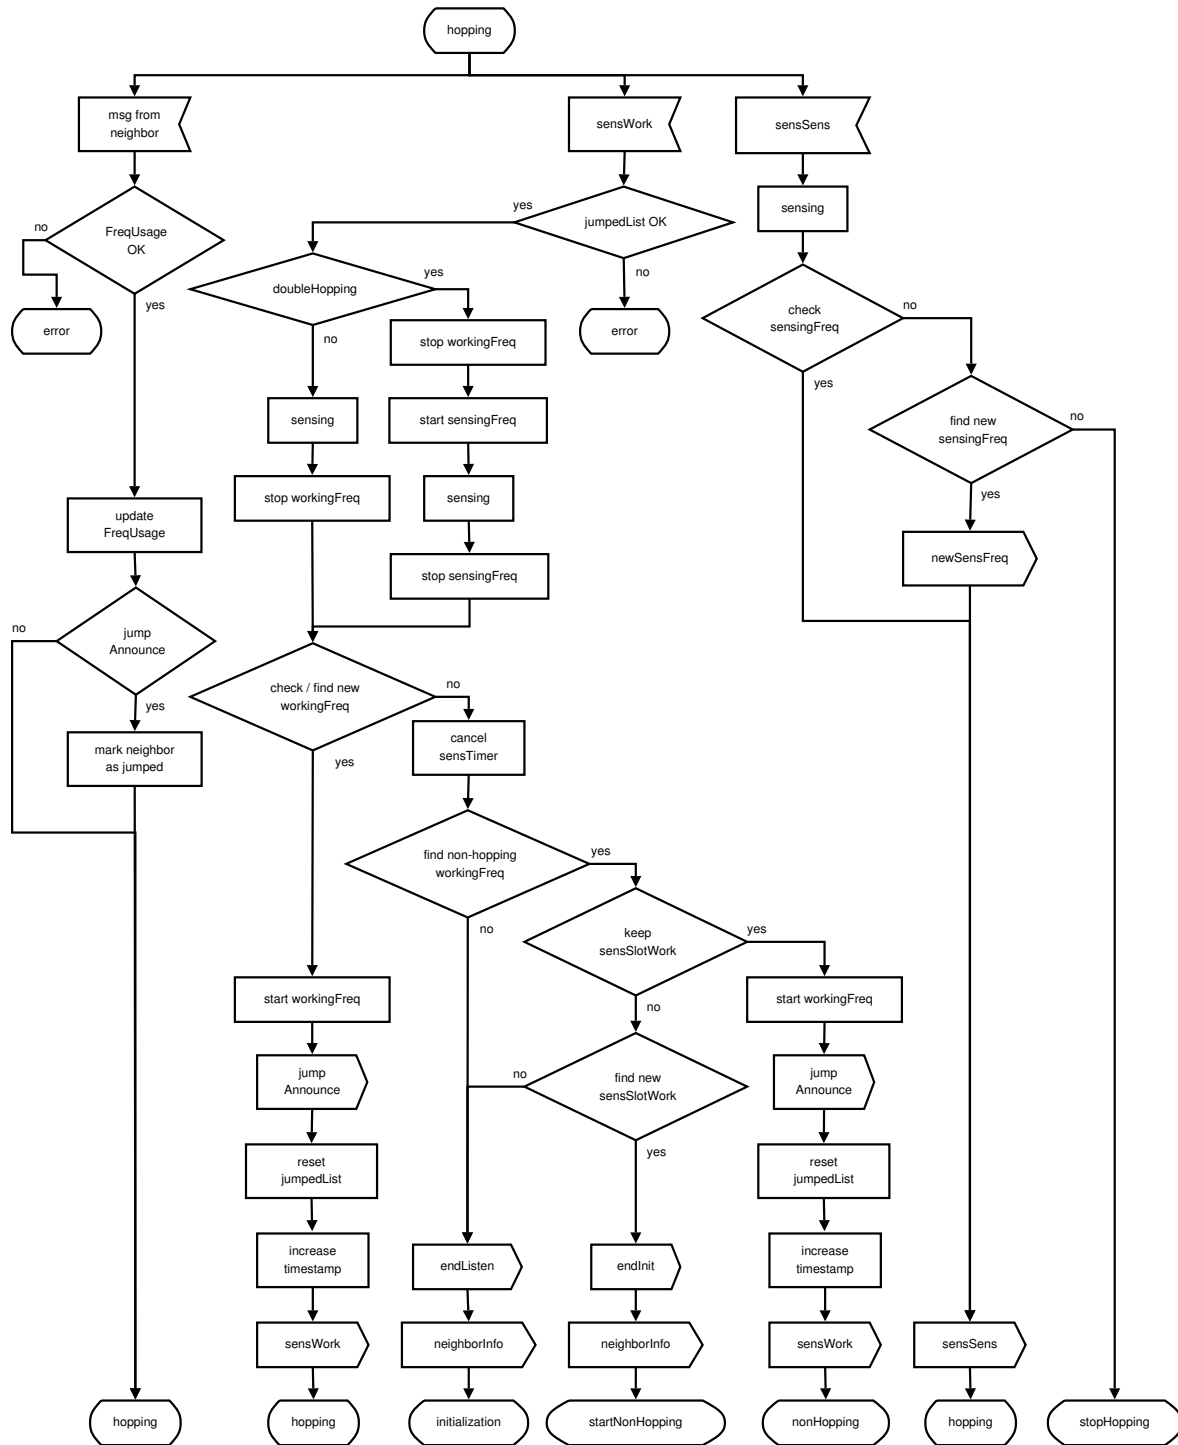 hopping
msg from
neighbor
sensWork
sensSens
sensing
yes
jumpedList OK
no
FreqUsage
OK
no
yes
doubleHopping
yes
no
check
sensingFreq
no
yes
error
error
stop workingFreq
sensing
start sensingFreq
find new
sensingFreq
no
yes
stop workingFreq
sensing
update
FreqUsage
newSensFreq
stop sensingFreq
no
jump
Announce
yes
check / find new
workingFreq
no
yes
cancel
sensTimer
mark neighbor
as jumped
find non-hopping
workingFreq
yes
no
keep
sensSlotWork
yes
no
start workingFreq
start workingFreq
jump
Announce
no
find new
sensSlotWork
yes
jump
Announce
reset
jumpedList
reset
jumpedList
increase
timestamp
endListen
endInit
increase
timestamp
sensWork
neighborInfo
neighborInfo
sensWork
sensSens
hopping
hopping
initialization
startNonHopping
nonHopping
hopping
stopHopping